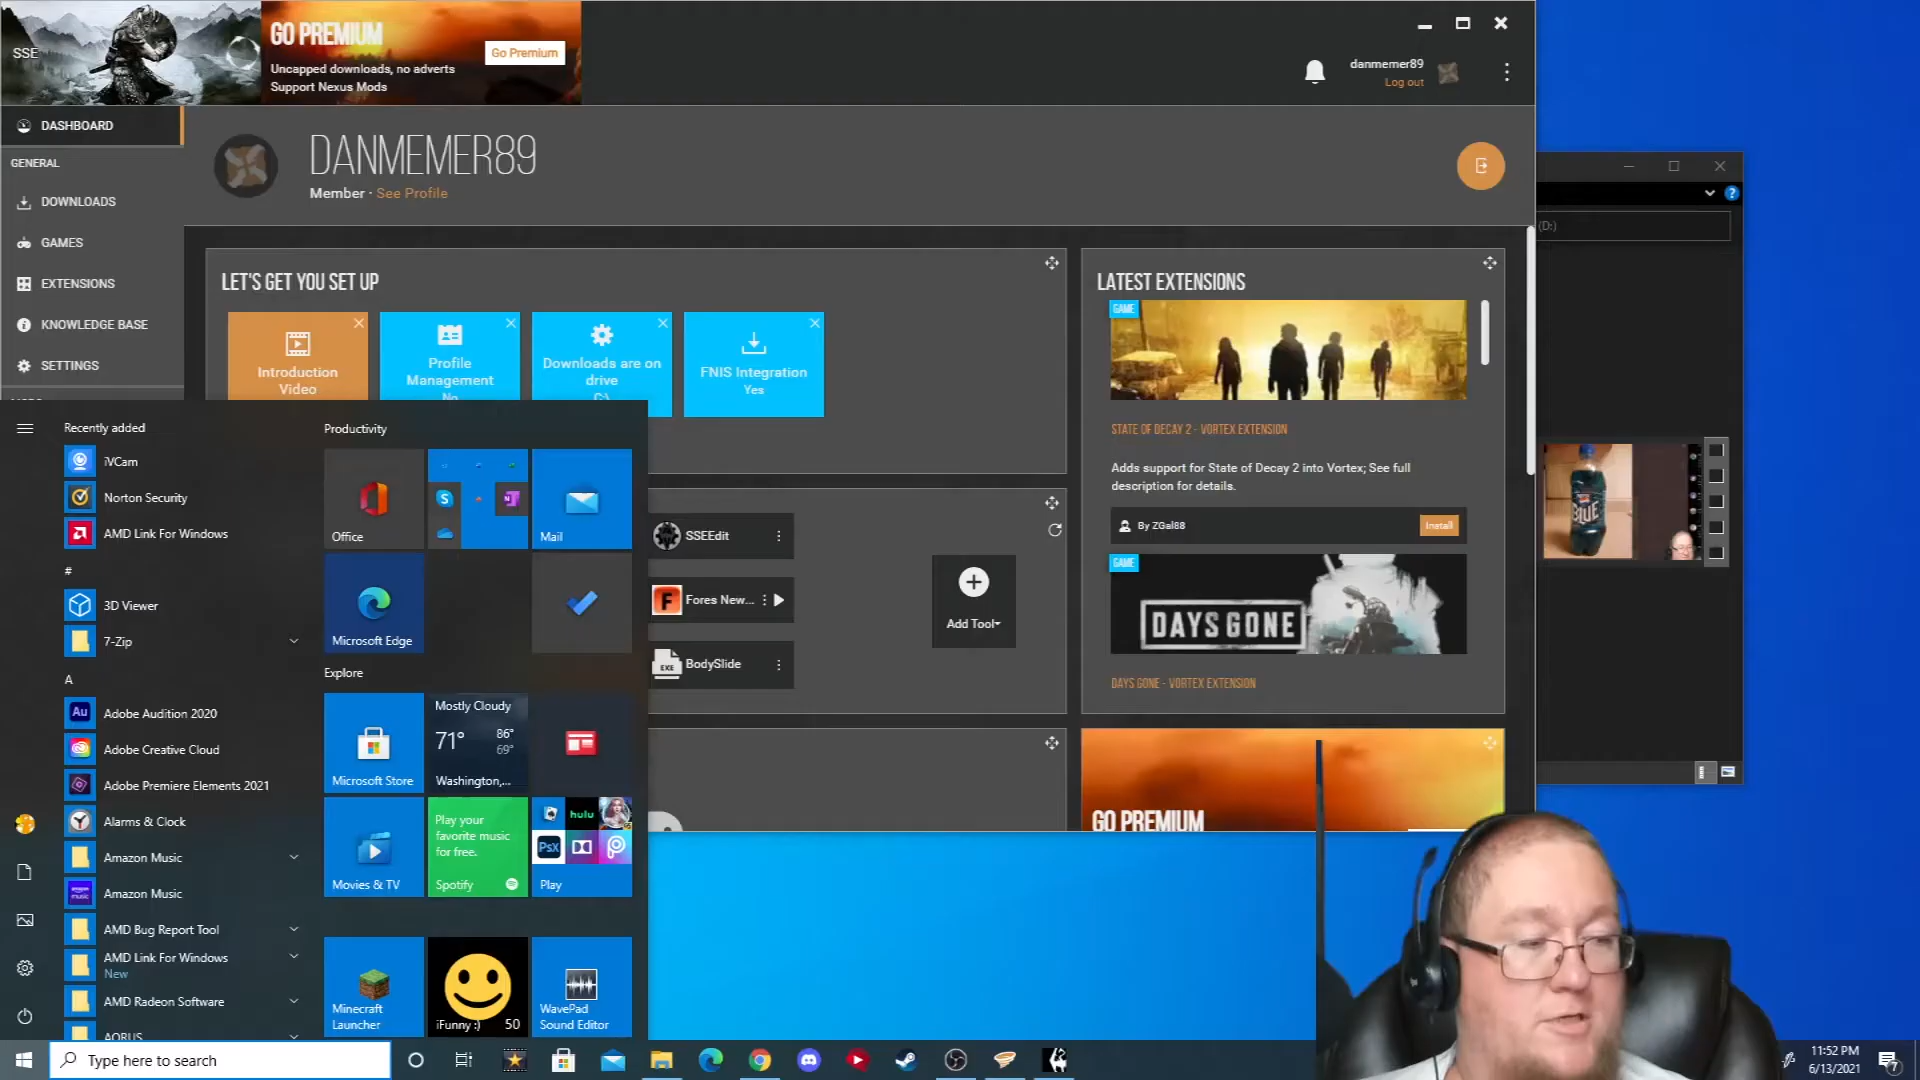 SSE
GO PREMIUM
Uncapped downloads, no adverts
Support Nexus Mods
Go Premium
danmemer89
Log out
DASHBOARD
GENERAL
DOWNLOADS
GAMES
EXTENSIONS
KNOWLEDGE BASE
SETTINGS
DANMEMER89
Member · See Profile
LET'S GET YOU SET UP
Introduction
Video
Profile
Management
No
Downloads are on
drive
C:\
FNIS Integration
Yes
LATEST EXTENSIONS
GAME
STATE OF DECAY 2 - VORTEX EXTENSION
Adds support for State of Decay 2 into Vortex; See full
description for details.
By ZGal88
Install
GAME
DAYS GONE
DAYS GONE - VORTEX EXTENSION
GO PREMIUM
SSEEdit
Fores New...
BodySlide
EXE
Add Tool
(D:)
BLUE
Recently added
iVCam
Norton Security
AMD Link For Windows
#
3D Viewer
7-Zip
A
Adobe Audition 2020
Adobe Creative Cloud
Adobe Premiere Elements 2021
Alarms & Clock
Amazon Music
Amazon Music
AMD Bug Report Tool
AMD Link For Windows
New
AMD Radeon Software
AORUS
Productivity
Office
Mail
Microsoft Edge
Explore
Microsoft Store
Mostly Cloudy
71°
86°
69°
Washington,...
Movies & TV
Play your
favorite music
for free.
Spotify
hulu
PsX
Play
Minecraft
Launcher
iFunny :)
50
WavePad
Sound Editor
Type here to search
11:52 PM
6/13/2021
7